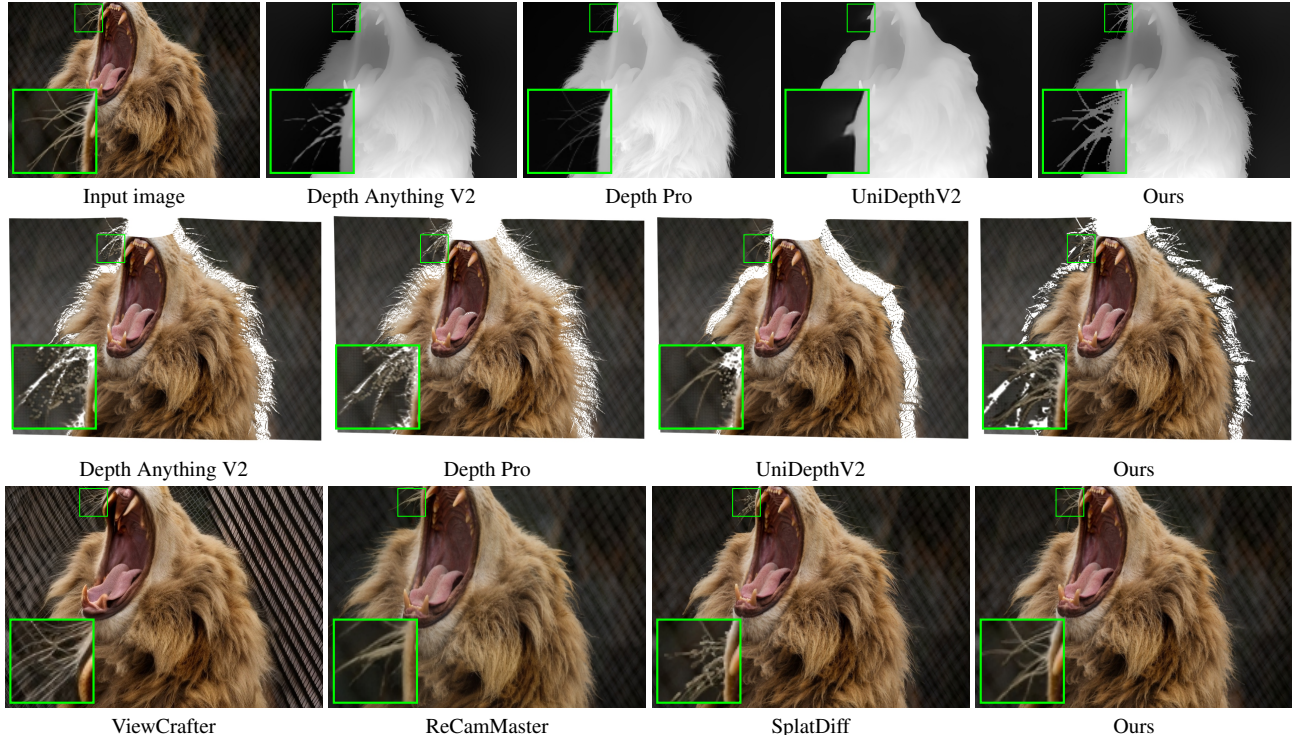 Input image
Depth Anything V2
Depth Pro
UniDepthV2
Ours
Depth Anything V2
Depth Pro
UniDepthV2
Ours
ViewCrafter
ReCamMaster
SplatDiff
Ours